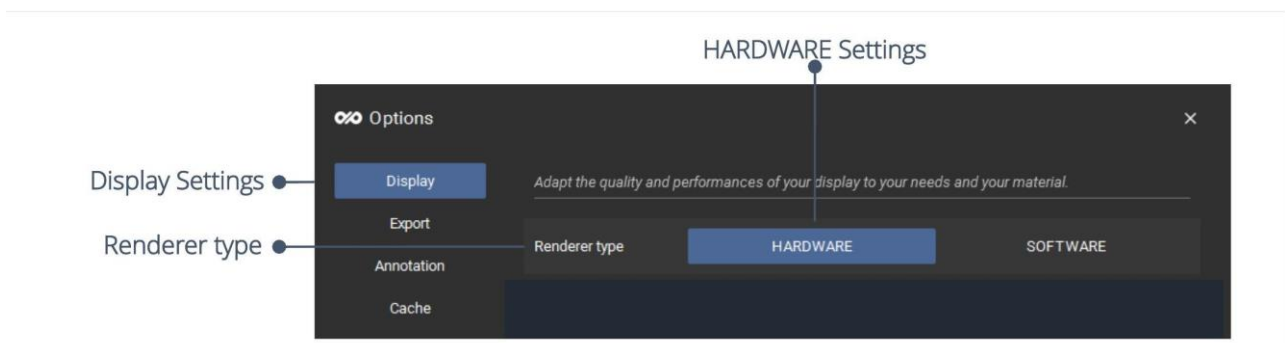 HARDWARE Settings
Options
Display Settings
Display
Adapt the quality and performances of your display to your needs and your material.
Export
Renderer type
Renderer type
HARDWARE
SOFTWARE
Annotation
Cache